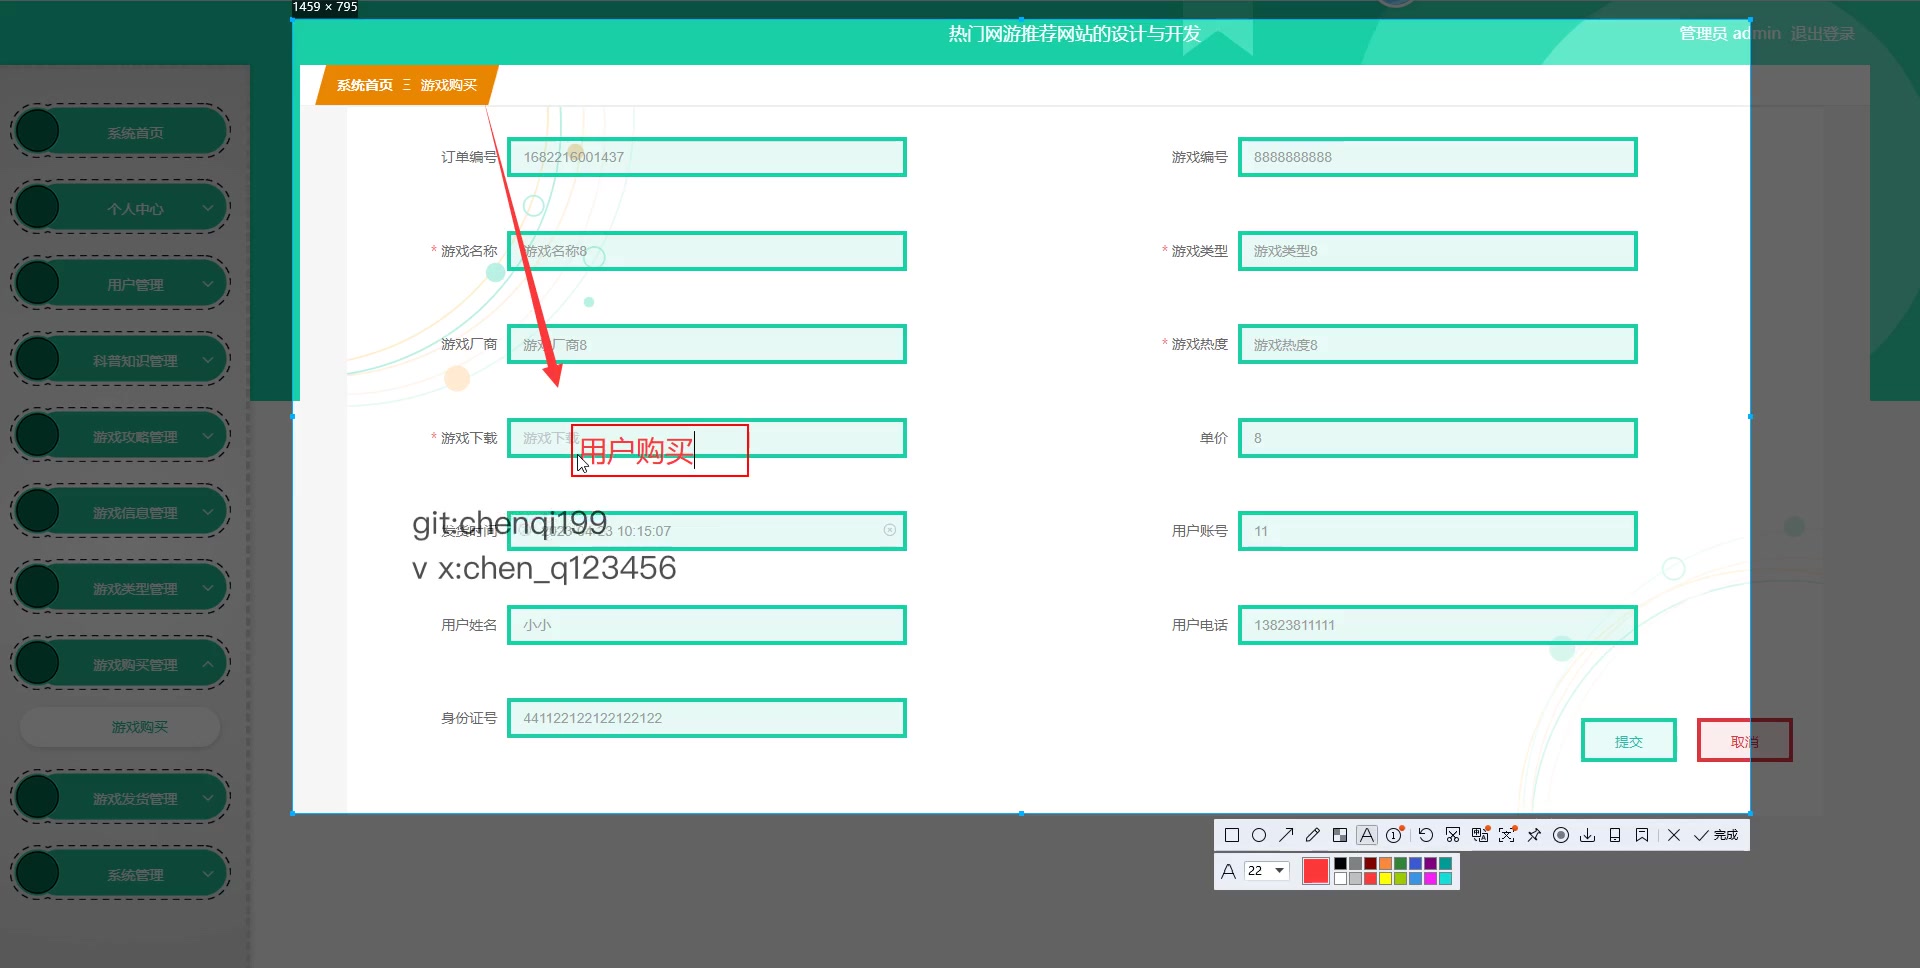 1459 × 795
热门网游推荐网站的设计与开发
管理员 admin 退出登录
系统首页 Ξ 游戏购买
系统首页
个人中心
用户管理
科普知识管理
游戏攻略管理
游戏信息管理
游戏类型管理
游戏购买管理
游戏购买
游戏发货管理
系统管理
订单编号 1682216001437
游戏编号 8888888888
* 游戏名称 游戏名称8
* 游戏类型 游戏类型8
游戏厂商 游戏厂商8
* 游戏热度 游戏热度8
* 游戏下载 游戏下载
用户购买
单价 8
git:chenqi199
发货时间 2023-04-23 10:15:07
用户账号 11
v x:chen_q123456
用户姓名 小小
用户电话 13823811111
身份证号 441122122122122122
提交 取消
完成
A 22